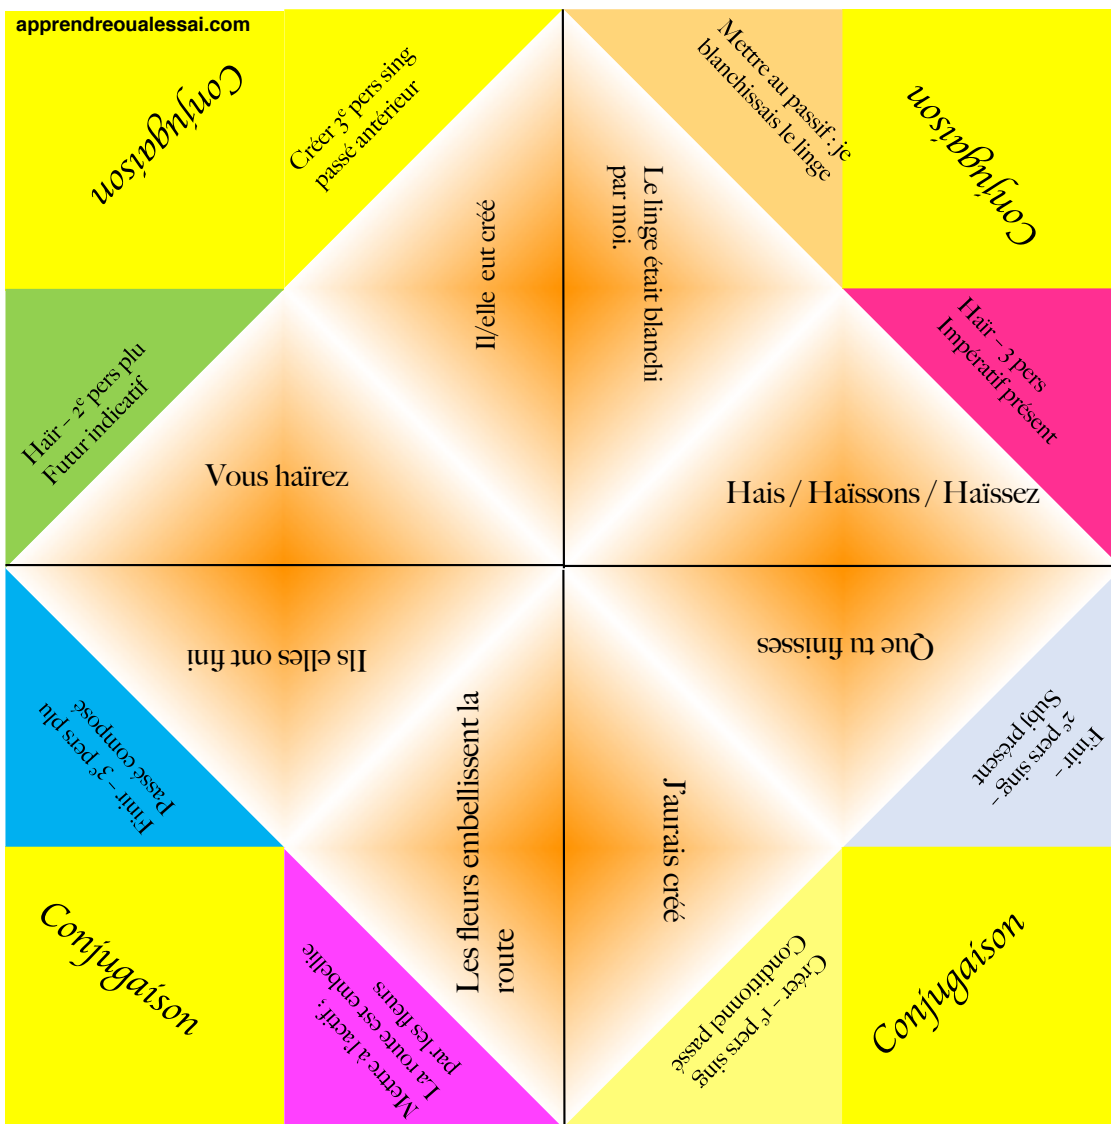 apprendreoualessai.com
Conjugaison
Créer 3e pers sing
passé antérieur
Mettre au passif : je
blanchissais le linge
Conjugaison
Il/elle eut créé
Le linge était blanchi
par moi.
Haïr – 2e pers plu
Futur indicatif
Haïr – 3 pers
Impératif présent
Vous haïrez
Hais / Haïssons / Haïssez
Ils elles ont fini
Que tu finisses
Finir – 3e pers plu
Passé composé
Les fleurs embellissent la
route
J'aurais créé
Finir –
2e pers sing –
Subj présent
Conjugaison
Mettre à l'actif :
La route est embellie
par les fleurs
Créer – 1e pers sing
Conditionnel passé
Conjugaison